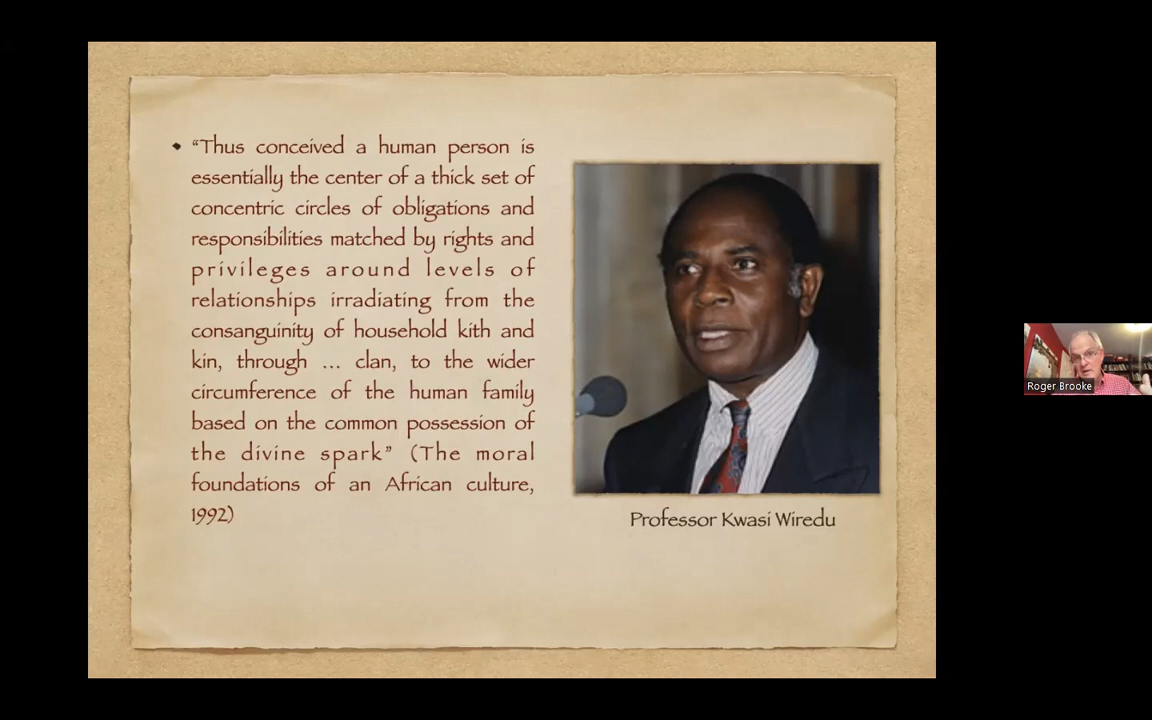 • “Thus conceived a human person is
essentially the center of a thick set of
concentric circles of obligations and
responsibilities matched by rights and
privileges around levels of
relationships irradiating from the
consanguinity of household kith and
kin, through ... clan, to the wider
circumference of the human family
based on the common possession of
the divine spark” (The moral
foundations of an African culture,
1992)
Professor Kwasi Wiredu
Roger Brooke